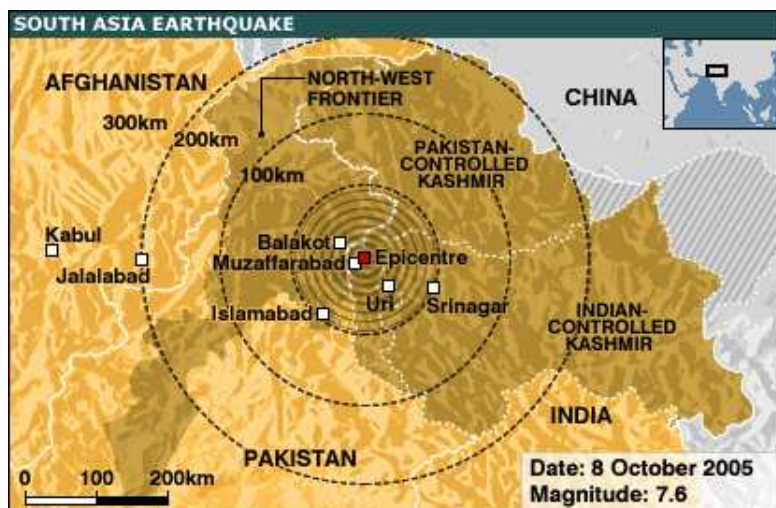 SOUTH ASIA EARTHQUAKE
AFGHANISTAN
NORTH-WEST
FRONTIER
CHINA
300km
200km
100km
PAKISTAN-
CONTROLLED
KASHMIR
Kabul
Jalalabad
Balakot
Muzaffarabad
Epicentre
Uri
Srinagar
Islamabad
INDIAN-
CONTROLLED
KASHMIR
INDIA
PAKISTAN
0 100 200km
Date: 8 October 2005
Magnitude: 7.6